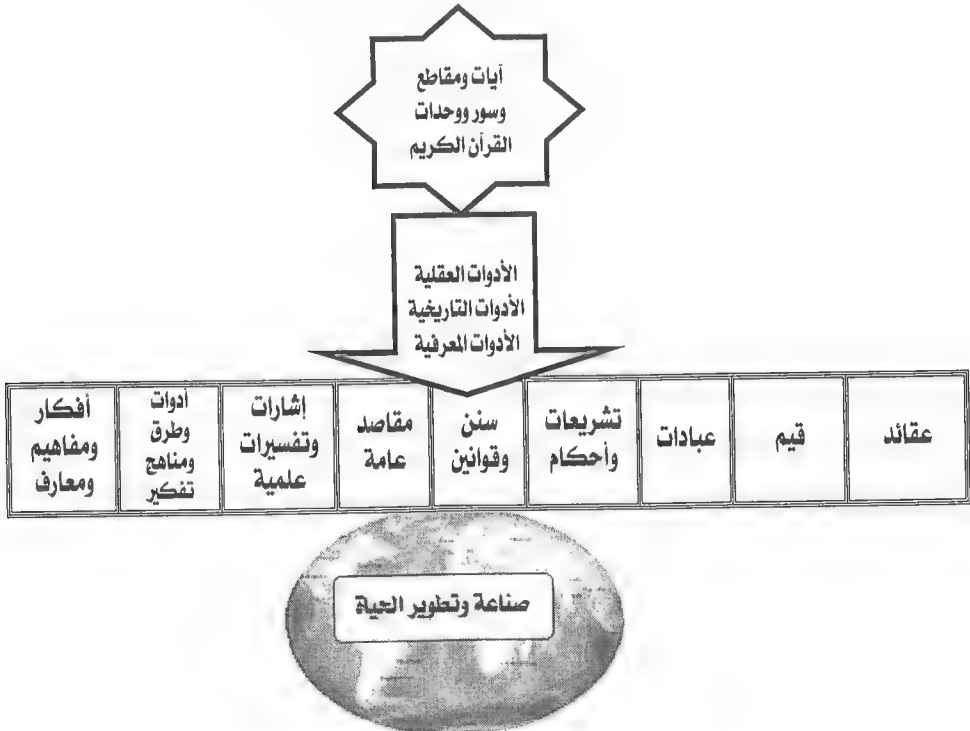 آيات ومقاطع
وسور ووحدات
القرآن الكريم
الأدوات العقلية
الأدوات التاريخية
الأدوات المعرفية
عقائد
قيم
عبادات
تشريعات
وأحكام
سنن
وقوانين
مقاصد
عامة
إشارات
وتفسيرات
علمية
أدوات
وطرق
ومناهج
تفكير
أفكار
ومفاهيم
ومعارف
صناعة وتطوير الحياة